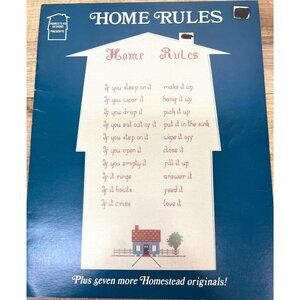 HOMESTEAD DESIGNS PRESENTS
HOME RULES
Home Rules
If you sleep on it make it up
If you wear it hang it up
If you drop it pick it up
If you eat out of it put it in the sink
If you step on it wipe it off
If you open it close it
If you empty it fill it up
If it rings answer it
If it howls feed it
If it cries love it
Plus seven more Homestead originals!